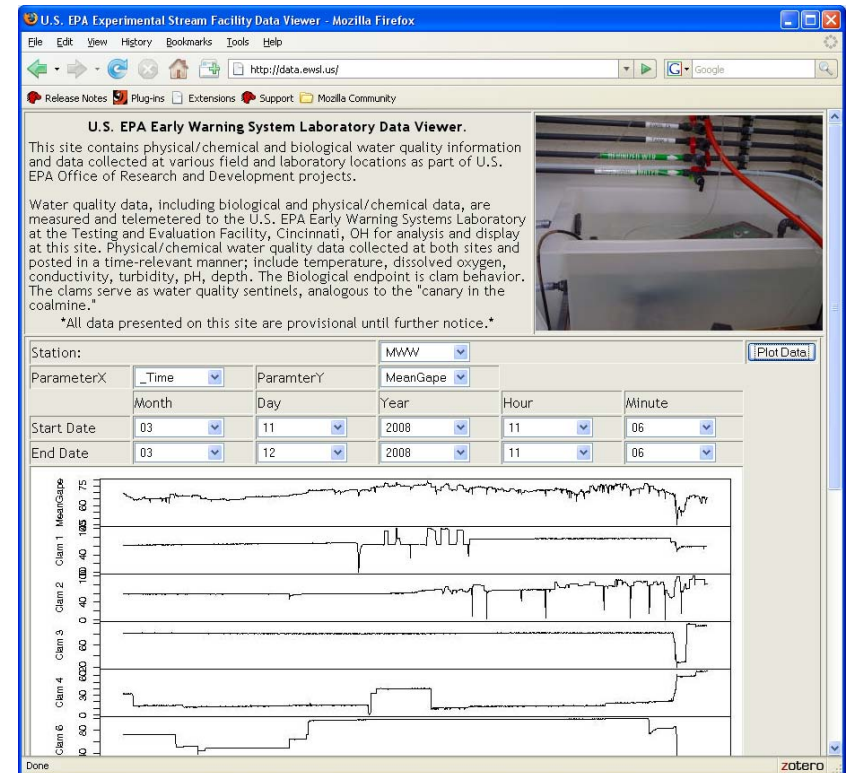 U.S. EPA Experimental Stream Facility Data Viewer - Mozilla Firefox
File Edit View History Bookmarks Tools Help
http://data.ewsl.us/
G Google
Release Notes Plug-ins Extensions Support Mozilla Community
U.S. EPA Early Warning System Laboratory Data Viewer.
This site contains physical/chemical and biological water quality information
and data collected at various field and laboratory locations as part of U.S.
EPA Office of Research and Development projects.
Water quality data, including biological and physical/chemical data, are
measured and telemetered to the U.S. EPA Early Warning Systems Laboratory
at the Testing and Evaluation Facility, Cincinnati, OH for analysis and display
at this site. Physical/chemical water quality data collected at both sites and
posted in a time-relevant manner; include temperature, dissolved oxygen,
conductivity, turbidity, pH, depth. The Biological endpoint is clam behavior.
The clams serve as water quality sentinels, analogous to the "canary in the
coalmine."
*All data presented on this site are provisional until further notice.*
Station: MWW Plot Data
ParameterX _Time ParamterY MeanGape
Month Day Year Hour Minute
Start Date 03 11 2008 11 06
End Date 03 12 2008 11 06
MeanGape 60 75
Clam 1 40
Clam 2 0 40
Clam 3 60
Clam 4 0 30 60
Clam 6 80
Done zotero